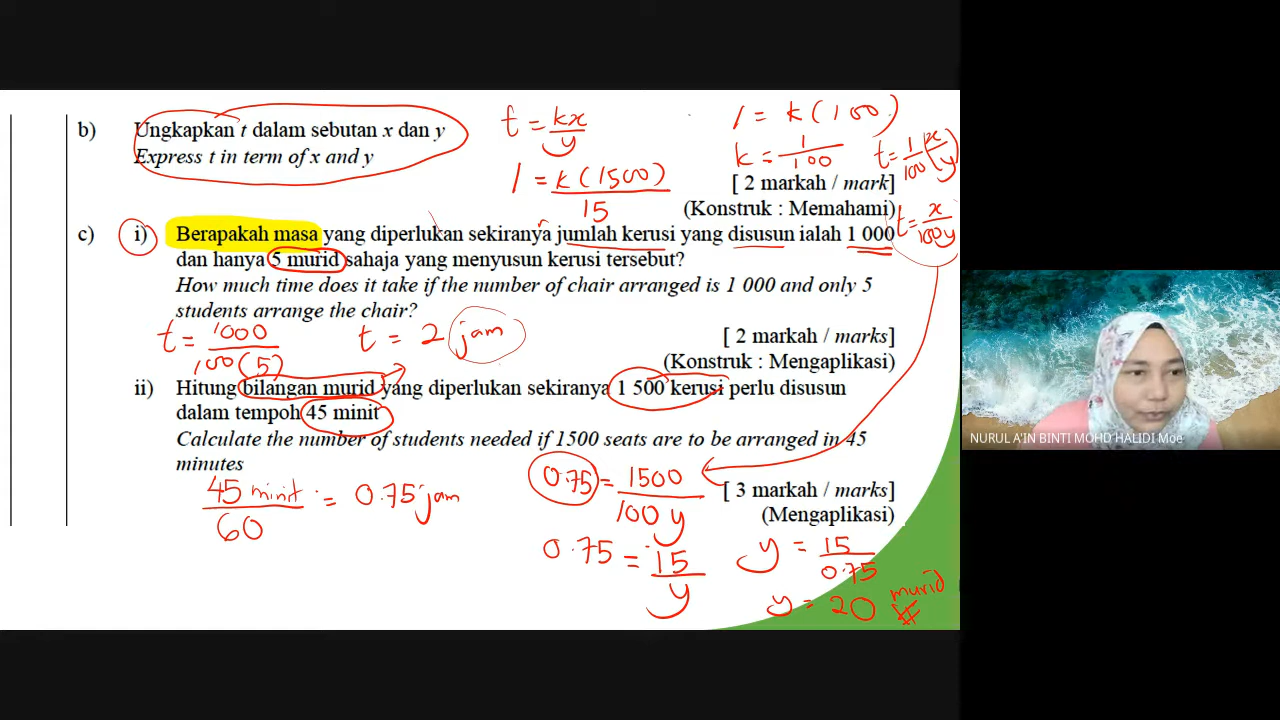 b) Ungkapkan t dalam sebutan x dan y
Express t in term of x and y
t = kx/y
1 = k(1500)/15
1 = k(100)
k = 1/100
t = 1/100 (x/y)
t = x/100y
[ 2 markah / mark]
(Konstruk : Memahami)
c) i) Berapakah masa yang diperlukan sekiranya jumlah kerusi yang disusun ialah 1 000
dan hanya 5 murid sahaja yang menyusun kerusi tersebut?
How much time does it take if the number of chair arranged is 1 000 and only 5
students arrange the chair?
t = 1000/100(5)
t = 2 jam
[ 2 markah / marks]
(Konstruk : Mengaplikasi)
ii) Hitung bilangan murid yang diperlukan sekiranya 1 500 kerusi perlu disusun
dalam tempoh 45 minit
Calculate the number of students needed if 1500 seats are to be arranged in 45
minutes
45 minit/60 = 0.75 jam
0.75 = 1500/100y
[ 3 markah / marks]
(Mengaplikasi)
0.75 = 15/y
y = 15/0.75
y = 20 murid #
NURUL A'IN BINTI MOHD HALIDI Moe